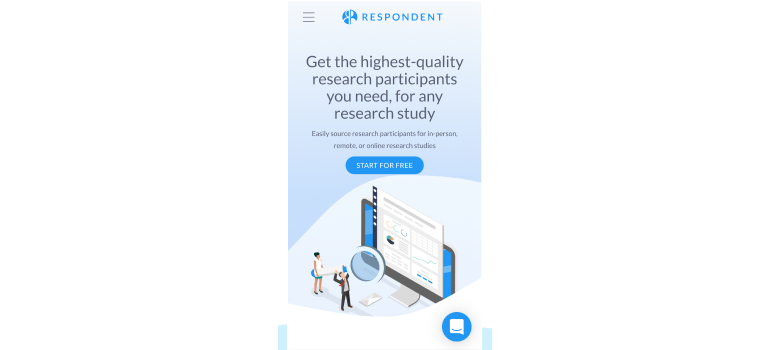 RESPONDENT
Get the highest-quality
research participants
you need, for any
research study
Easily source research participants for in-person,
remote, or online research studies
START FOR FREE